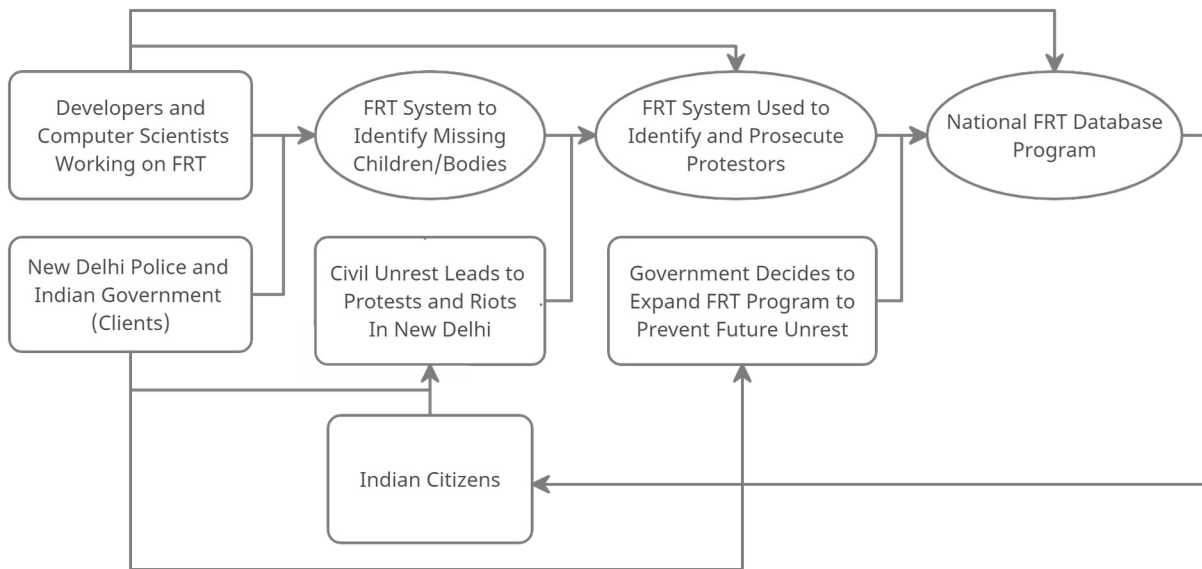 Developers and
Computer Scientists
Working on FRT
FRT System to
Identify Missing
Children/Bodies
FRT System Used to
Identify and Prosecute
Protestors
National FRT Database
Program
New Delhi Police and
Indian Government
(Clients)
Civil Unrest Leads to
Protests and Riots
In New Delhi
Government Decides to
Expand FRT Program to
Prevent Future Unrest
Indian Citizens